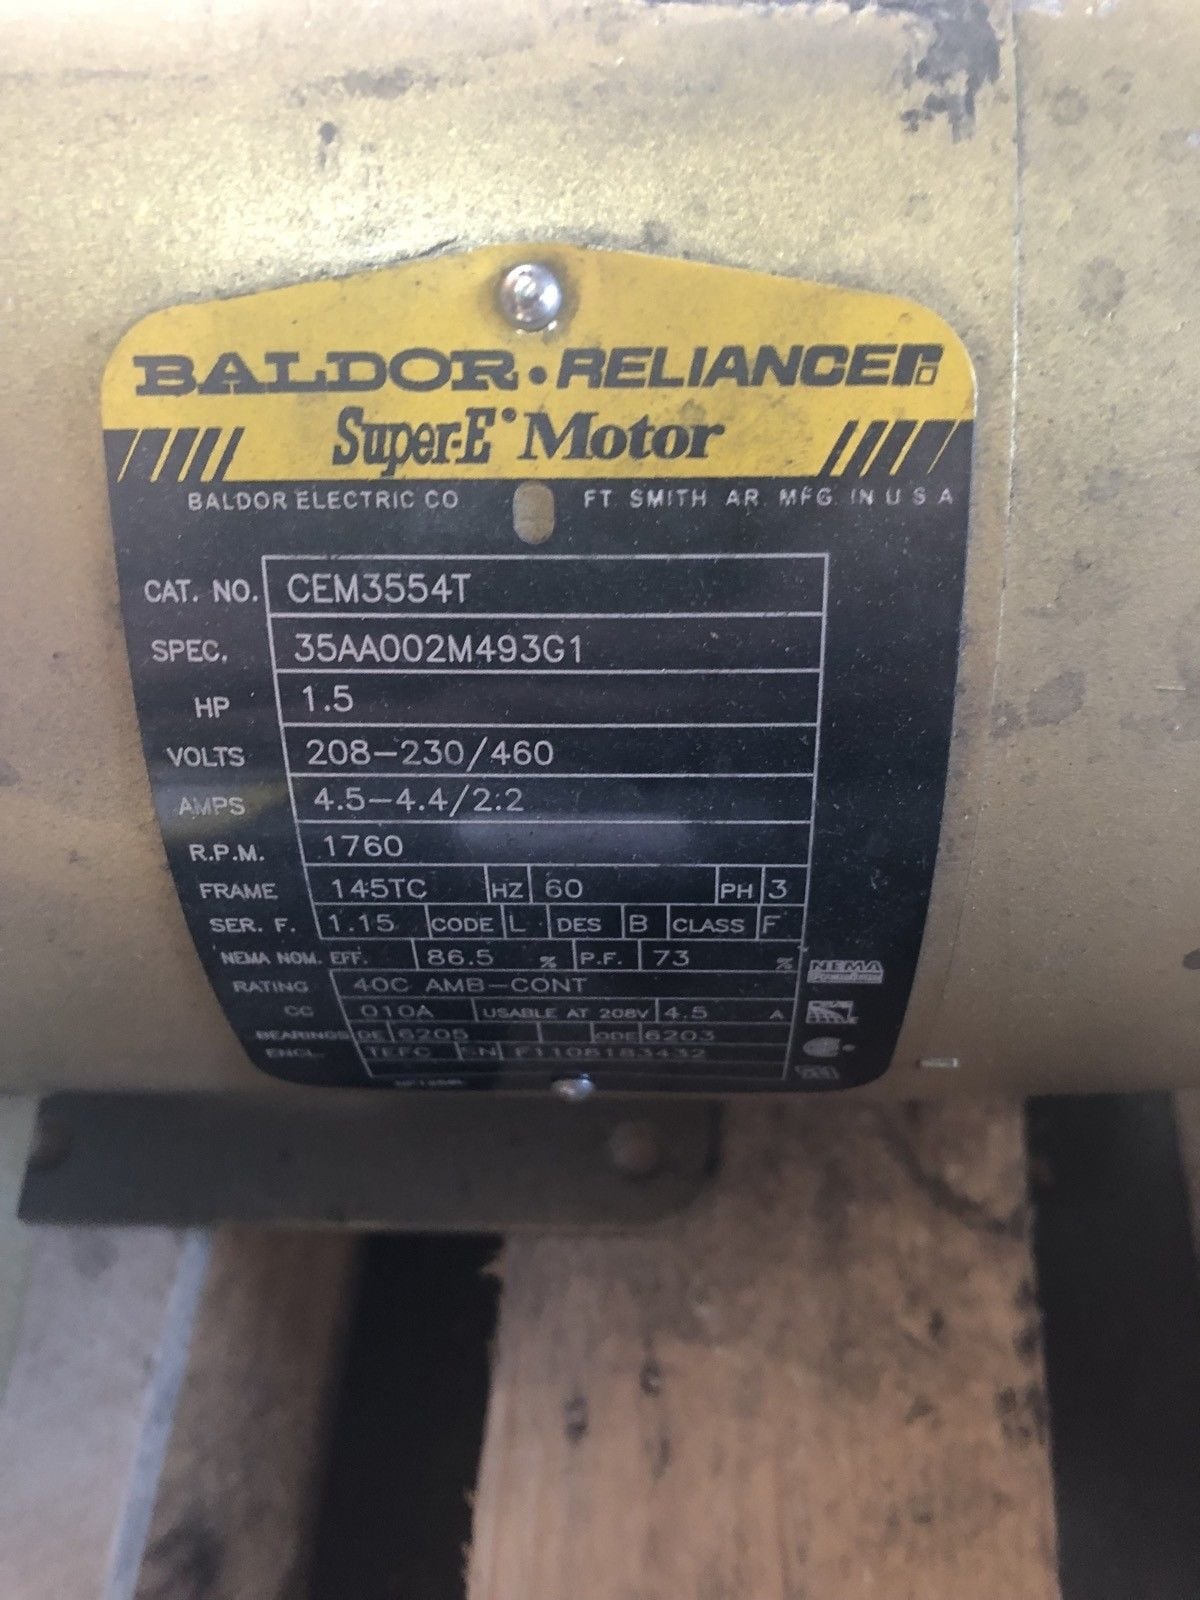 BALDOR • RELIANCE
Super-E® Motor
BALDOR ELECTRIC CO FT. SMITH AR. MFG. IN U S A
CAT. NO. CEM3554T
SPEC. 35AA002M493G1
HP 1.5
VOLTS 208-230/460
AMPS 4.5-4.4/2.2
R.P.M. 1760
FRAME 145TC HZ 60 PH 3
SER. F. 1.15 CODE L DES B CLASS F
NEMA NOM. EFF. 86.5 % P.F. 73 %
NEMA
RATING 40C AMB-CONT
CC 010A USABLE AT 208V 4.5 A
BEARINGS DE 6205 ODE 6203
ENCL. TEFC SN F1108183432